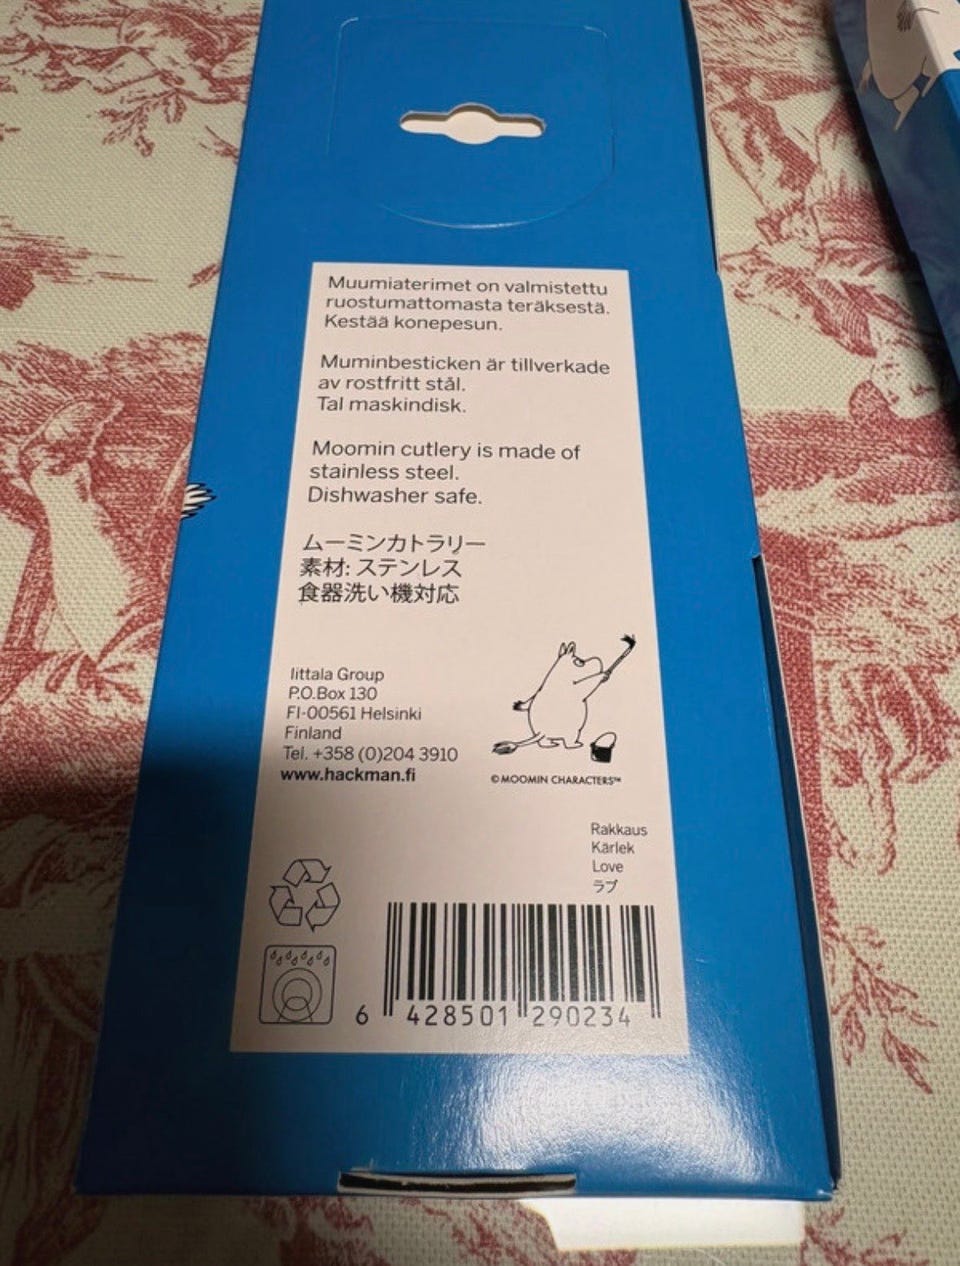 Muumiaterimet on valmistettu
ruostumattomasta teräksestä.
Kestää konepesun.
Muminbesticken är tillverkade
av rostfritt stål.
Tal maskindisk.
Moomin cutlery is made of
stainless steel.
Dishwasher safe.
ムーミンカトラリー
素材: ステンレス
食器洗い機対応
Iittala Group
P.O.Box 130
FI-00561 Helsinki
Finland
Tel. +358 (0)204 3910
www.hackman.fi
© MOOMIN CHARACTERS™
Rakkaus
Kärlek
Love
ラブ
6 428501 290234